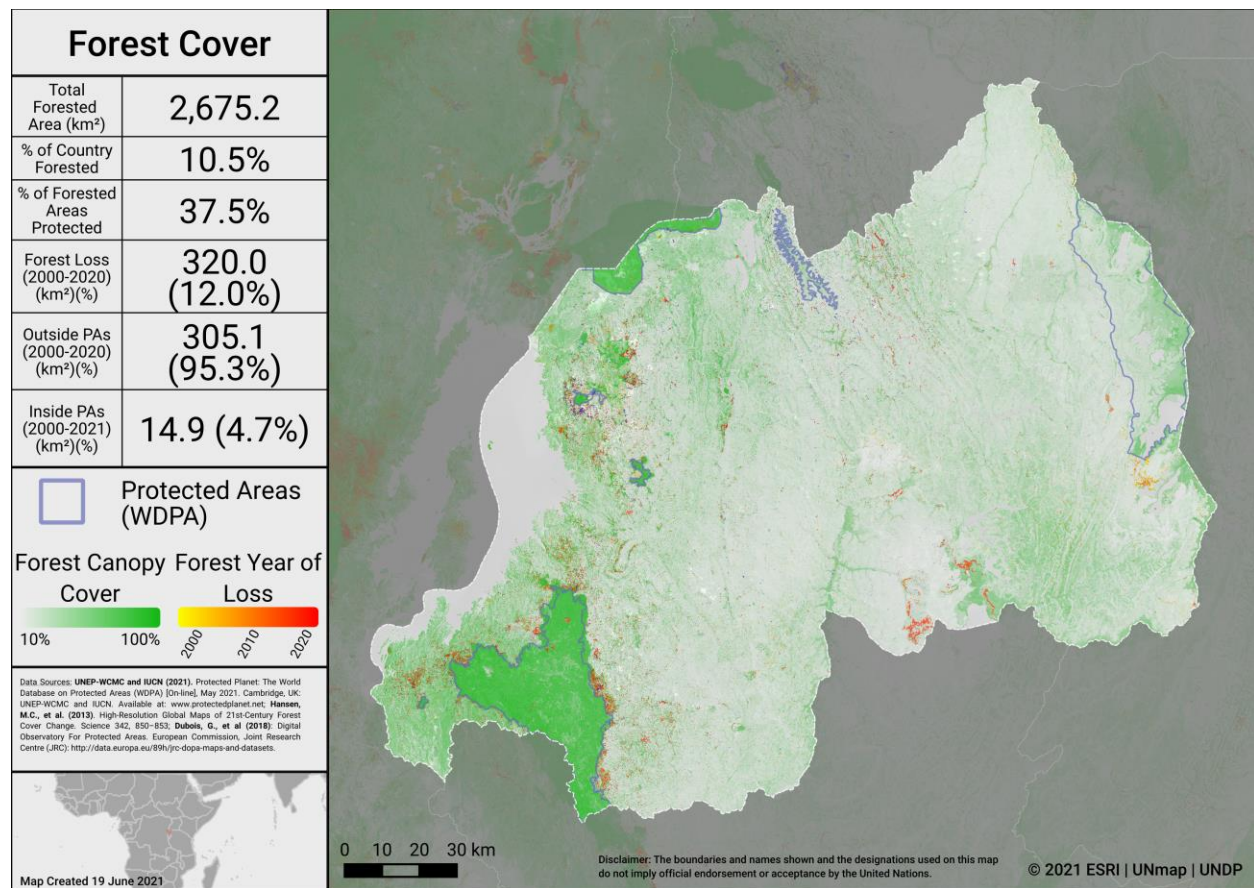 Forest Cover
Total
Forested
Area (km²)
2,675.2
% of Country
Forested
10.5%
% of Forested
Areas
Protected
37.5%
Forest Loss
(2000-2020)
(km²)(%)
320.0
(12.0%)
Outside PAs
(2000-2020)
(km²)(%)
305.1
(95.3%)
Inside PAs
(2000-2021)
(km²)(%)
14.9 (4.7%)
Protected Areas
(WDPA)
Forest Canopy
Cover
10%
100%
Forest Year of
Loss
2000
2010
2020
Data Sources: UNEP-WCMC and IUCN (2021). Protected Planet: The World
Database on Protected Areas (WDPA) [On-line], May 2021. Cambridge, UK:
UNEP-WCMC and IUCN. Available at: www.protectedplanet.net; Hansen,
M.C., et al. (2013). High-Resolution Global Maps of 21st-Century Forest
Cover Change. Science 342, 850–853; Dubois, G., et al (2018): Digital
Observatory For Protected Areas. European Commission, Joint Research
Centre (JRC): http://data.europa.eu/89h/jrc-dopa-maps-and-datasets.
Map Created 19 June 2021
0 10 20 30 km
Disclaimer: The boundaries and names shown and the designations used on this map
do not imply official endorsement or acceptance by the United Nations.
© 2021 ESRI | UNmap | UNDP